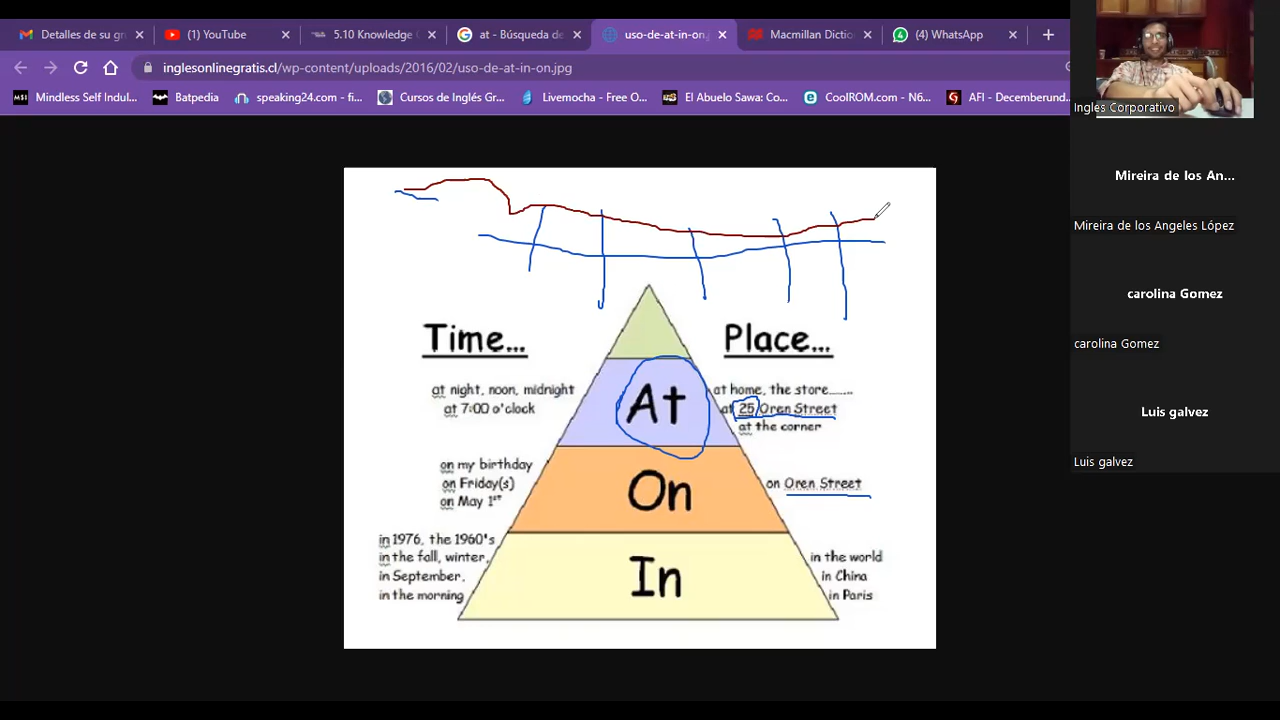 Detalles de su gn
(1) YouTube
5.10 Knowledge C
at - Búsqueda de
uso-de-at-in-on.j
Macmillan Dictio
(4) WhatsApp
inglesonlinegratis.cl/wp-content/uploads/2016/02/uso-de-at-in-on.jpg
Mindless Self Indul...
Batpedia
speaking24.com - fi...
Cursos de Inglés Gr...
Livemocha - Free O...
El Abuelo Sawa: Co...
CoolROM.com - N6...
AFI - Decemberund...
Ingles Corporativo
Mireira de los An...
Mireira de los Angeles López
carolina Gomez
carolina Gomez
Luis galvez
Luis galvez
Time...
Place...
at night, noon, midnight
at 7:00 o'clock
At
at home, the store......
at 25 Oren Street
at the corner
on my birthday
on Friday(s)
on May 1st
On
on Oren Street
in 1976, the 1960's
in the fall, winter,
in September,
in the morning
In
in the world
in China
in Paris